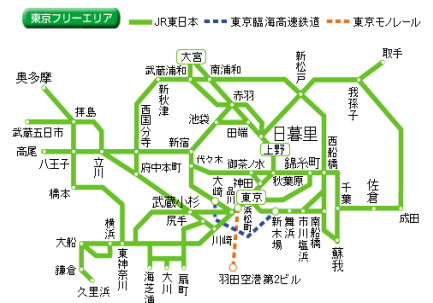 東京フリーエリア
JR東日本
東京臨海高速鉄道
東京モノレール
大宮
取手
新松戸
武蔵浦和
南浦和
奥多摩
我孫子
新秋津
赤羽
拝島
西国分寺
池袋
田端
日暮里
武蔵五日市
西船橋
上野
高尾
新宿
錦糸町
八王子
立川
代々木
御茶ノ水
府中本町
秋葉原
千葉
佐倉
神田
橋本
大崎
品川
東京
武蔵小杉
浜松町
尻手
新木場
舞浜
市川塩浜
南船橋
成田
横浜
川崎
大船
東神奈川
蘇我
鎌倉
海芝浦
大川
扇町
羽田空港第2ビル
久里浜